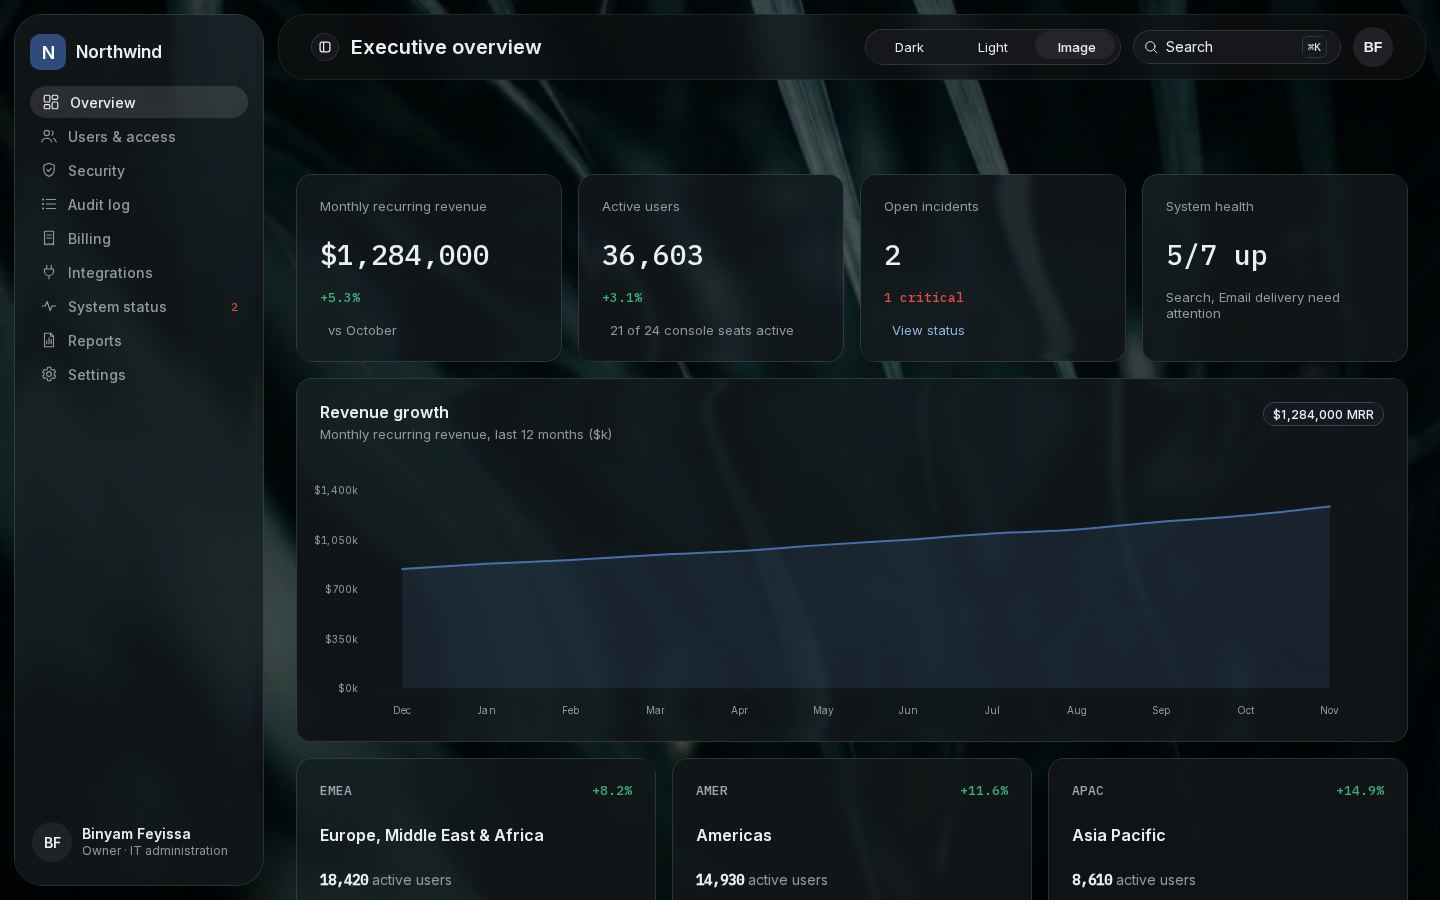 N Northwind
Overview
Users & access
Security
Audit log
Billing
Integrations
System status 2
Reports
Settings
BF
Binyam Feyissa
Owner · IT administration
Executive overview
Dark Light Image
Search ⌘K
BF
Monthly recurring revenue
$1,284,000
+5.3%
vs October
Active users
36,603
+3.1%
21 of 24 console seats active
Open incidents
2
1 critical
View status
System health
5/7 up
Search, Email delivery need
attention
Revenue growth
Monthly recurring revenue, last 12 months ($k)
$1,284,000 MRR
$1,400k
$1,050k
$700k
$350k
$0k
Dec Jan Feb Mar Apr May Jun Jul Aug Sep Oct Nov
EMEA +8.2%
Europe, Middle East & Africa
18,420 active users
AMER +11.6%
Americas
14,930 active users
APAC +14.9%
Asia Pacific
8,610 active users